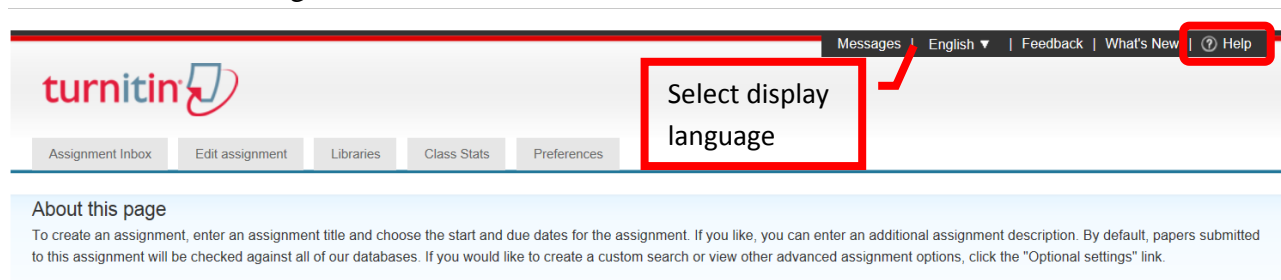 Messages | English ▼ | Feedback | What's New | ? Help
turnitin
Select display
language
Assignment Inbox Edit assignment Libraries Class Stats Preferences
About this page
To create an assignment, enter an assignment title and choose the start and due dates for the assignment. If you like, you can enter an additional assignment description. By default, papers submitted
to this assignment will be checked against all of our databases. If you would like to create a custom search or view other advanced assignment options, click the "Optional settings" link.